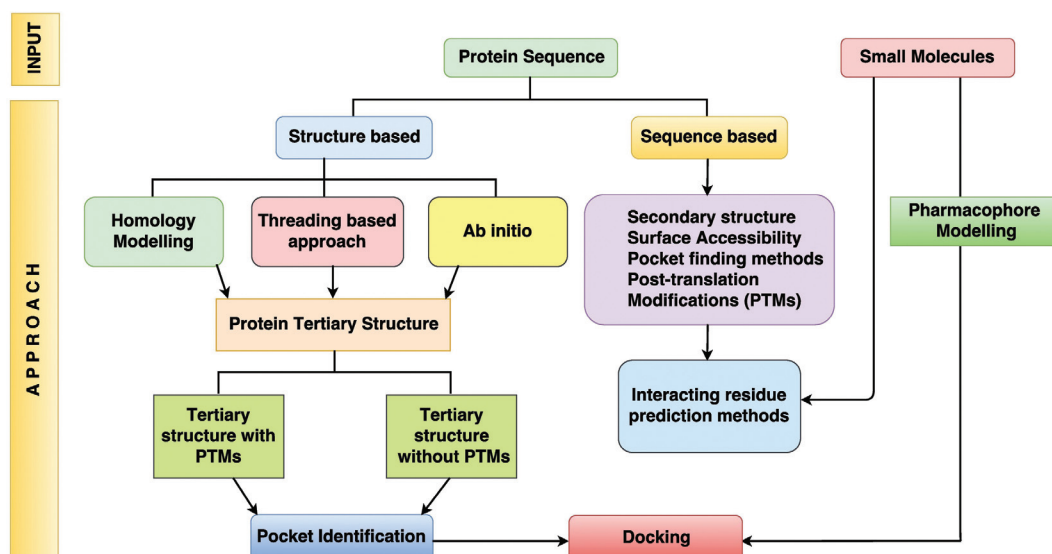 INPUT
Protein Sequence
Small Molecules
APPROACH
Structure based
Sequence based
Homology
Modelling
Threading based
approach
Ab initio
Secondary structure
Surface Accessibility
Pocket finding methods
Post-translation
Modifications (PTMs)
Pharmacophore
Modelling
Protein Tertiary Structure
Interacting residue
prediction methods
Tertiary
structure with
PTMs
Tertiary
structure
without PTMs
Pocket Identification
Docking